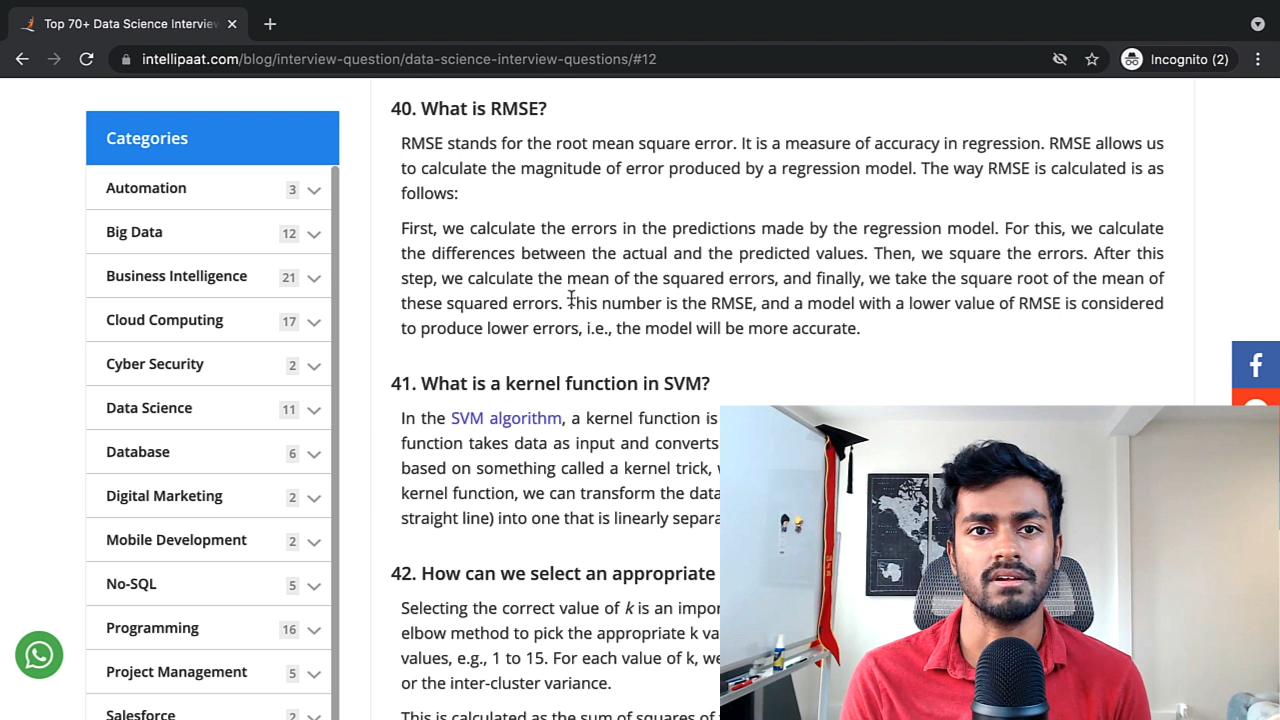 Top 70+ Data Science Interview
intellipaat.com/blog/interview-question/data-science-interview-questions/#12
Incognito (2)
Categories
Automation 3
Big Data 12
Business Intelligence 21
Cloud Computing 17
Cyber Security 2
Data Science 11
Database 6
Digital Marketing 2
Mobile Development 2
No-SQL 5
Programming 16
Project Management 5
Salesforce 2
40. What is RMSE?
RMSE stands for the root mean square error. It is a measure of accuracy in regression. RMSE allows us
to calculate the magnitude of error produced by a regression model. The way RMSE is calculated is as
follows:
First, we calculate the errors in the predictions made by the regression model. For this, we calculate
the differences between the actual and the predicted values. Then, we square the errors. After this
step, we calculate the mean of the squared errors, and finally, we take the square root of the mean of
these squared errors. This number is the RMSE, and a model with a lower value of RMSE is considered
to produce lower errors, i.e., the model will be more accurate.
41. What is a kernel function in SVM?
In the SVM algorithm, a kernel function is
function takes data as input and converts
based on something called a kernel trick,
kernel function, we can transform the data
straight line) into one that is linearly separa
42. How can we select an appropriate
Selecting the correct value of k is an impor
elbow method to pick the appropriate k va
values, e.g., 1 to 15. For each value of k, we
or the inter-cluster variance.
This is calculated as the sum of squares of